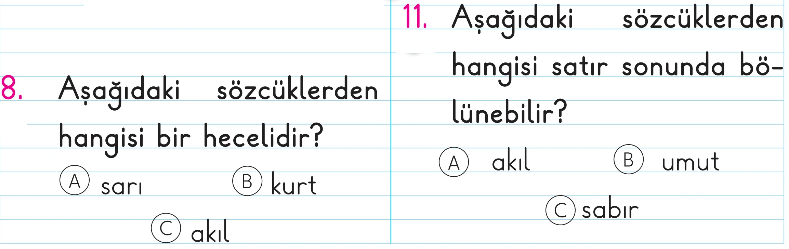 8. Aşağıdaki sözcüklerden
hangisi bir hecelidir?
A sarı
B kurt
C akıl
11. Aşağıdaki sözcüklerden
hangisi satır sonunda bö-
lünebilir?
A akıl
B umut
C sabır